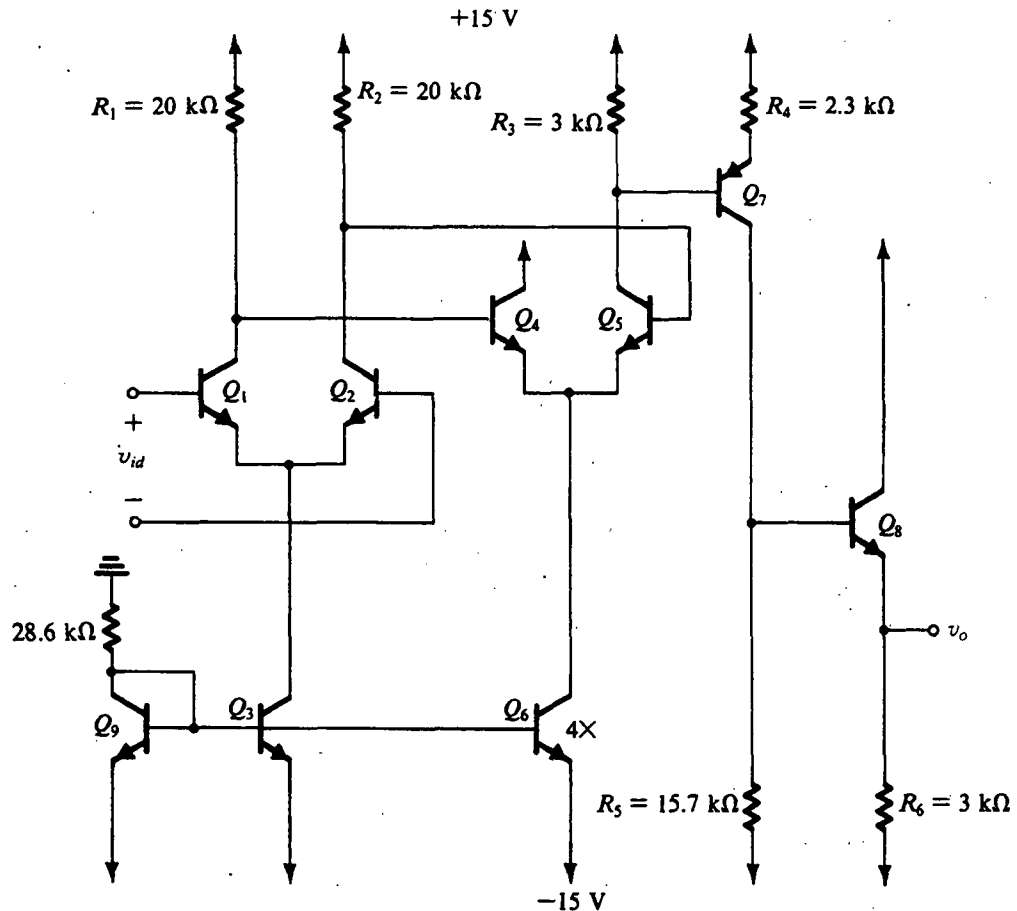 +15 V
R₁ = 20 kΩ
R₂ = 20 kΩ
R₃ = 3 kΩ
R₄ = 2.3 kΩ
Q₇
Q₄
Q₅
Q₁
Q₂
+
v_id
−
Q₈
28.6 kΩ
v_o
Q₉
Q₃
Q₆
4×
R₅ = 15.7 kΩ
R₆ = 3 kΩ
−15 V